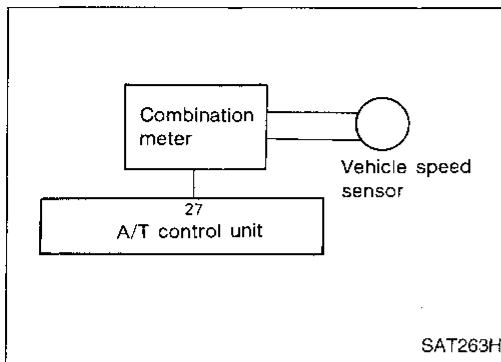 Combination
meter
Vehicle speed
sensor
27
A/T control unit
SAT263H